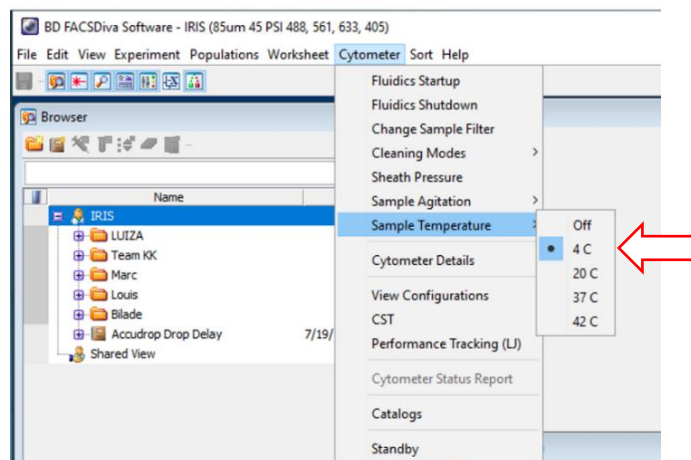 BD FACSDiva Software - IRIS (85um 45 PSI 488, 561, 633, 405)
File Edit View Experiment Populations Worksheet Cytometer Sort Help
Browser
Name
IRIS
LUIZA
Team KK
Marc
Louis
Bilade
Accudrop Drop Delay 7/19/
Shared View
Fluidics Startup
Fluidics Shutdown
Change Sample Filter
Cleaning Modes
Sheath Pressure
Sample Agitation
Sample Temperature
Cytometer Details
View Configurations
CST
Performance Tracking (LJ)
Cytometer Status Report
Catalogs
Standby
Off
4 C
20 C
37 C
42 C